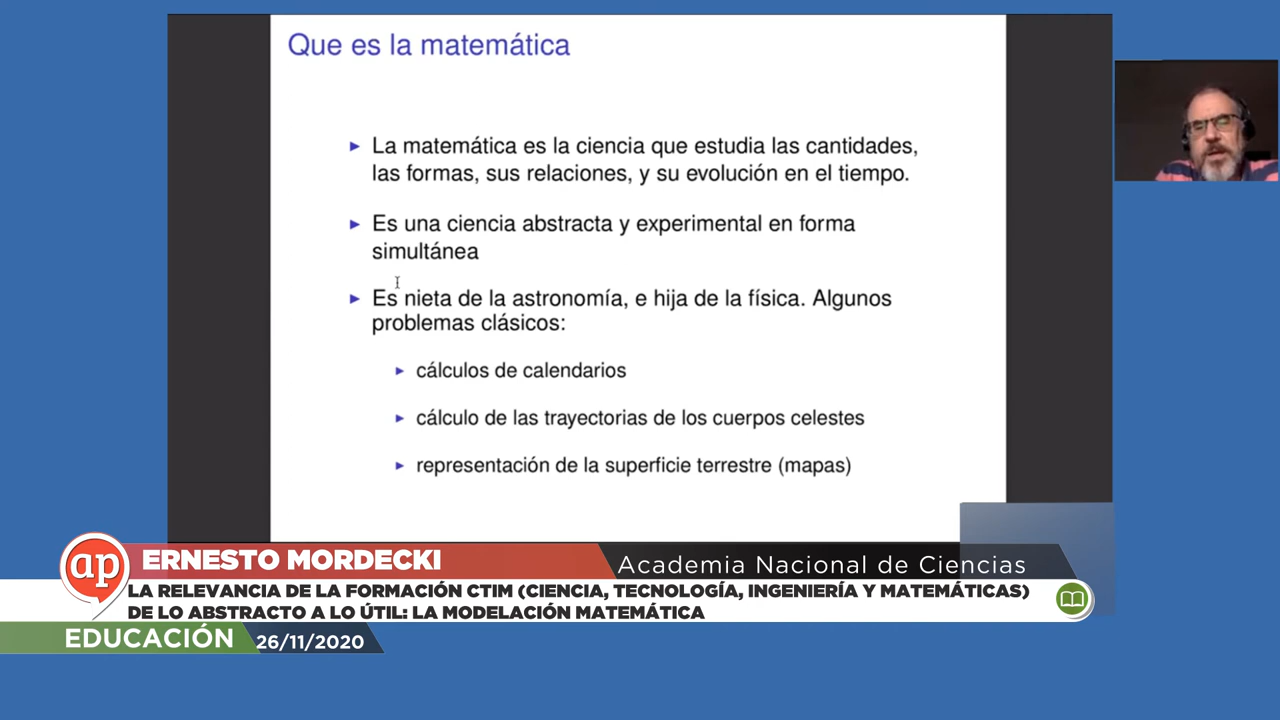 Que es la matemática
La matemática es la ciencia que estudia las cantidades,
las formas, sus relaciones, y su evolución en el tiempo.
Es una ciencia abstracta y experimental en forma
simultánea
Es nieta de la astronomía, e hija de la física. Algunos
problemas clásicos:
cálculos de calendarios
cálculo de las trayectorias de los cuerpos celestes
representación de la superficie terrestre (mapas)
ap
ERNESTO MORDECKI
Academia Nacional de Ciencias
LA RELEVANCIA DE LA FORMACIÓN CTIM (CIENCIA, TECNOLOGÍA, INGENIERÍA Y MATEMÁTICAS)
DE LO ABSTRACTO A LO ÚTIL: LA MODELACIÓN MATEMÁTICA
EDUCACIÓN
26/11/2020